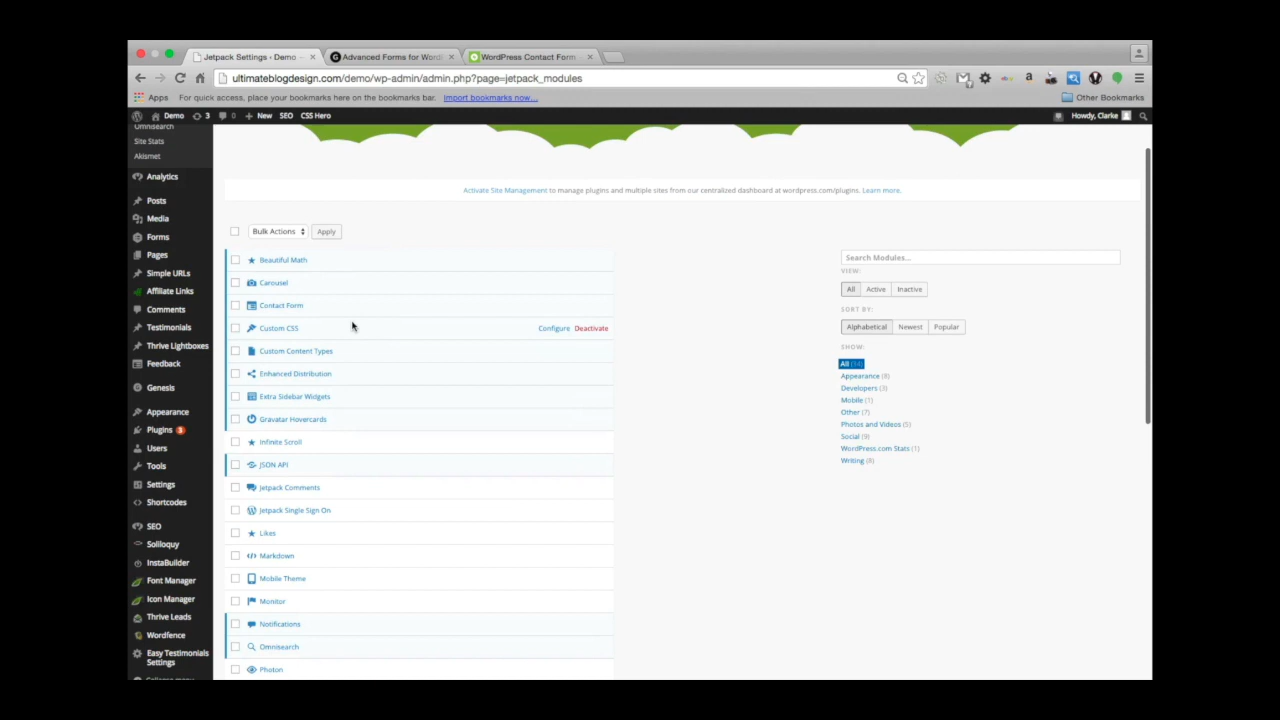 Jetpack Settings ‹ Demo
Advanced Forms for Word
WordPress Contact Form
ultimateblogdesign.com/demo/wp-admin/admin.php?page=jetpack_modules
Apps
For quick access, place your bookmarks here on the bookmarks bar. Import bookmarks now...
Other Bookmarks
Demo 3 0 New SEO CSS Hero
Howdy, Clarke
Omnisearch
Site Stats
Akismet
Analytics
Posts
Media
Forms
Pages
Simple URLs
Affiliate Links
Comments
Testimonials
Thrive Lightboxes
Feedback
Genesis
Appearance
Plugins 3
Users
Tools
Settings
Shortcodes
SEO
Soliloquy
InstaBuilder
Font Manager
Icon Manager
Thrive Leads
Wordfence
Easy Testimonials
Settings
Collapse menu
Activate Site Management to manage plugins and multiple sites from our centralized dashboard at wordpress.com/plugins. Learn more.
Bulk Actions Apply
Beautiful Math
Carousel
Contact Form
Custom CSS Configure Deactivate
Custom Content Types
Enhanced Distribution
Extra Sidebar Widgets
Gravatar Hovercards
Infinite Scroll
JSON API
Jetpack Comments
Jetpack Single Sign On
Likes
Markdown
Mobile Theme
Monitor
Notifications
Omnisearch
Photon
Search Modules...
VIEW:
All Active Inactive
SORT BY:
Alphabetical Newest Popular
SHOW:
All
Appearance (8)
Developers (3)
Mobile (1)
Other (7)
Photos and Videos (5)
Social (9)
WordPress.com Stats (1)
Writing (8)